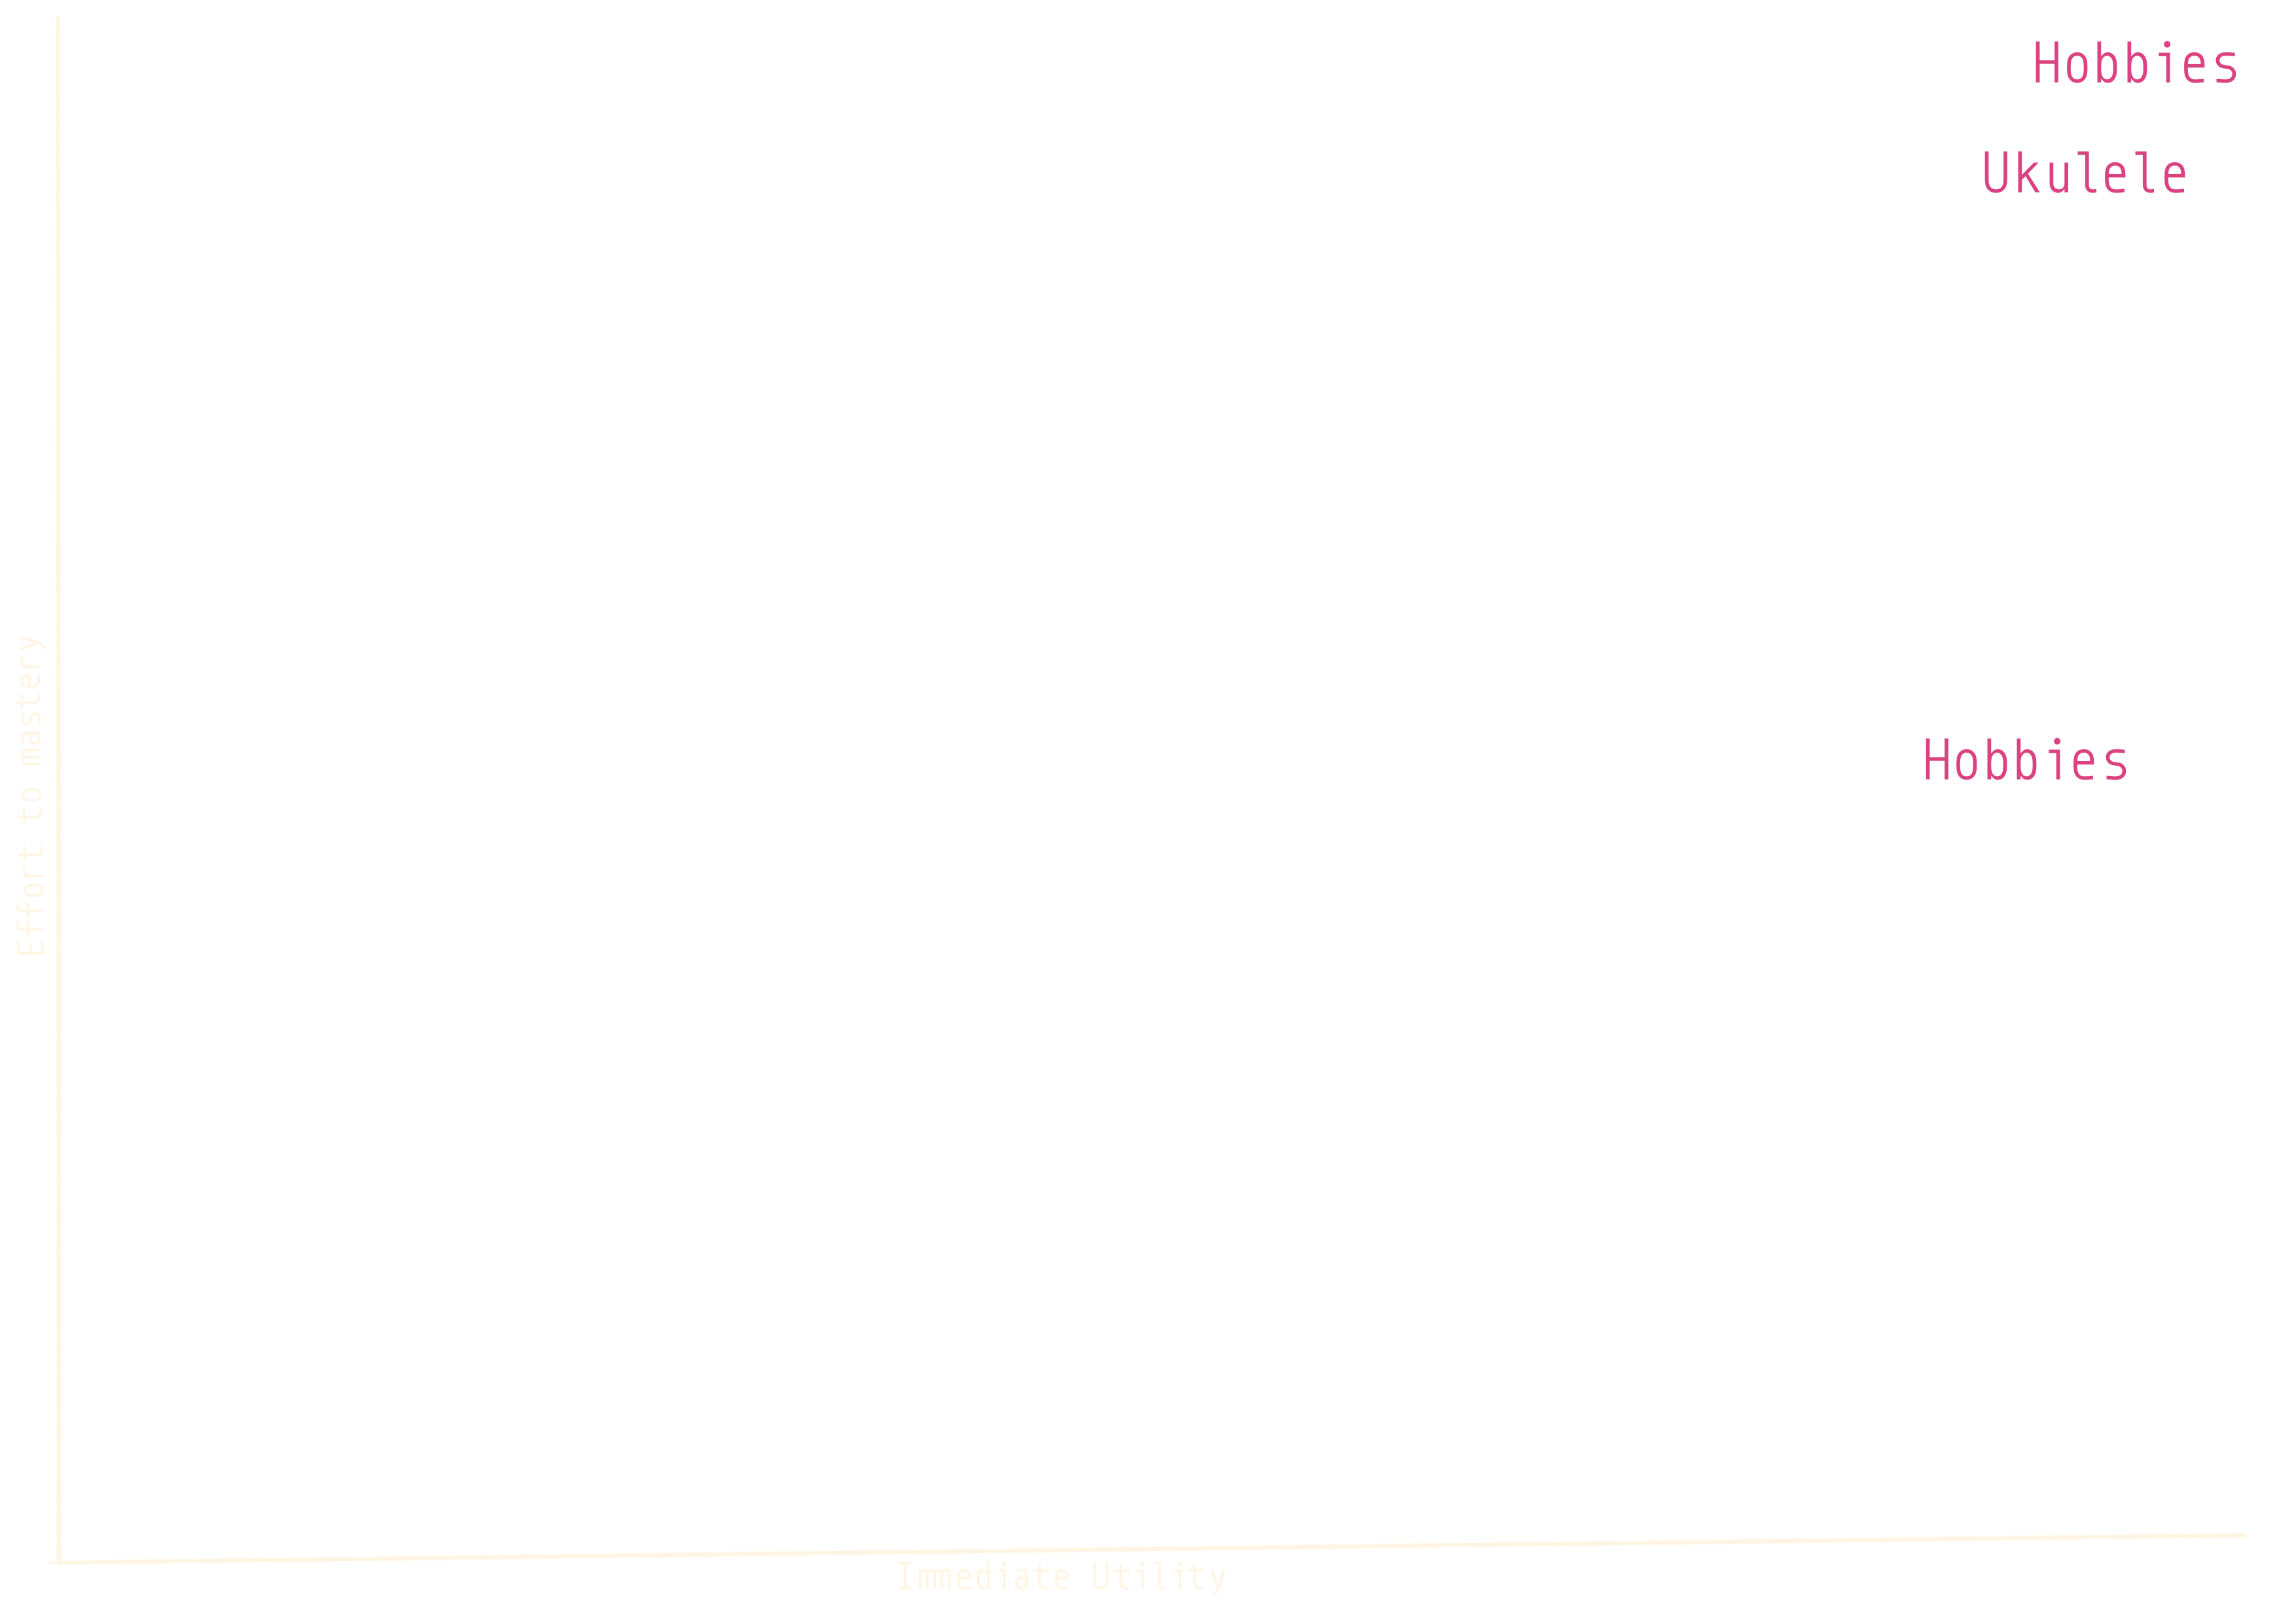 Hobbies
Ukulele
Effort to mastery
Hobbies
Immediate Utility